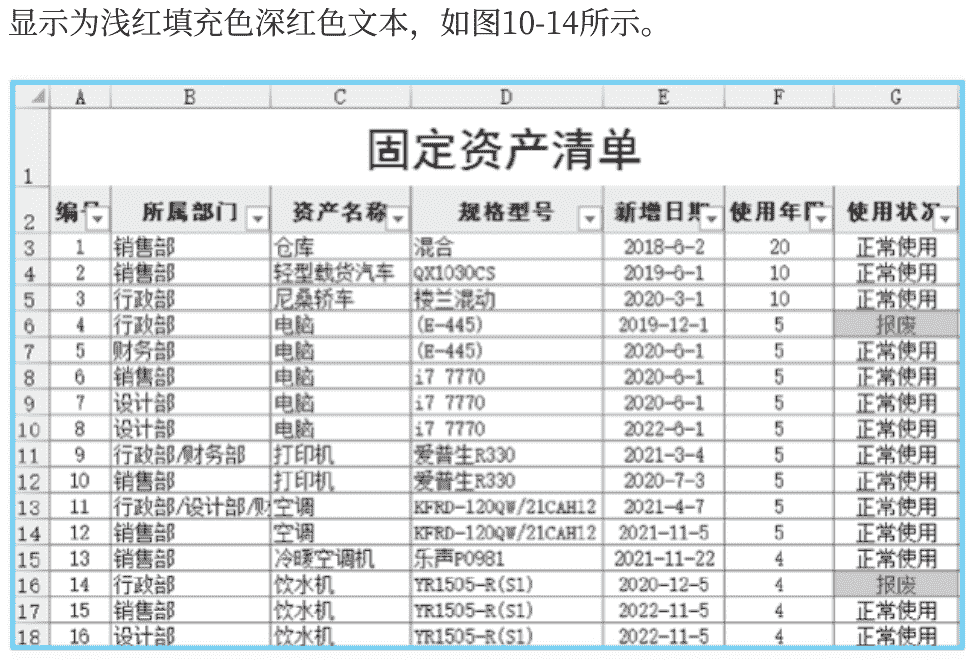 显示为浅红填充色深红色文本，如图10-14所示。
A B C D E F G
1 固定资产清单
2 编号 所属部门 资产名称 规格型号 新增日期 使用年限 使用状况
3 1 销售部 仓库 混合 2018-6-2 20 正常使用
4 2 销售部 轻型载货汽车 QX1030CS 2019-6-1 10 正常使用
5 3 行政部 尼桑轿车 楼兰混动 2020-3-1 10 正常使用
6 4 行政部 电脑 (E-445) 2019-12-1 5 报废
7 5 财务部 电脑 (E-445) 2020-6-1 5 正常使用
8 6 销售部 电脑 i7 7770 2020-6-1 5 正常使用
9 7 设计部 电脑 i7 7770 2020-6-1 5 正常使用
10 8 设计部 电脑 i7 7770 2022-6-1 5 正常使用
11 9 行政部/财务部 打印机 爱普生R330 2021-3-4 5 正常使用
12 10 销售部 打印机 爱普生R330 2020-7-3 5 正常使用
13 11 行政部/设计部/财 空调 KFRD-120QW/21CAH12 2021-4-7 5 正常使用
14 12 销售部 空调 KFRD-120QW/21CAH12 2021-11-5 5 正常使用
15 13 销售部 冷暖空调机 乐声P0981 2021-11-22 4 正常使用
16 14 行政部 饮水机 YR1505-R(S1) 2020-12-5 4 报废
17 15 销售部 饮水机 YR1505-R(S1) 2022-11-5 4 正常使用
18 16 设计部 饮水机 YR1505-R(S1) 2022-11-5 4 正常使用